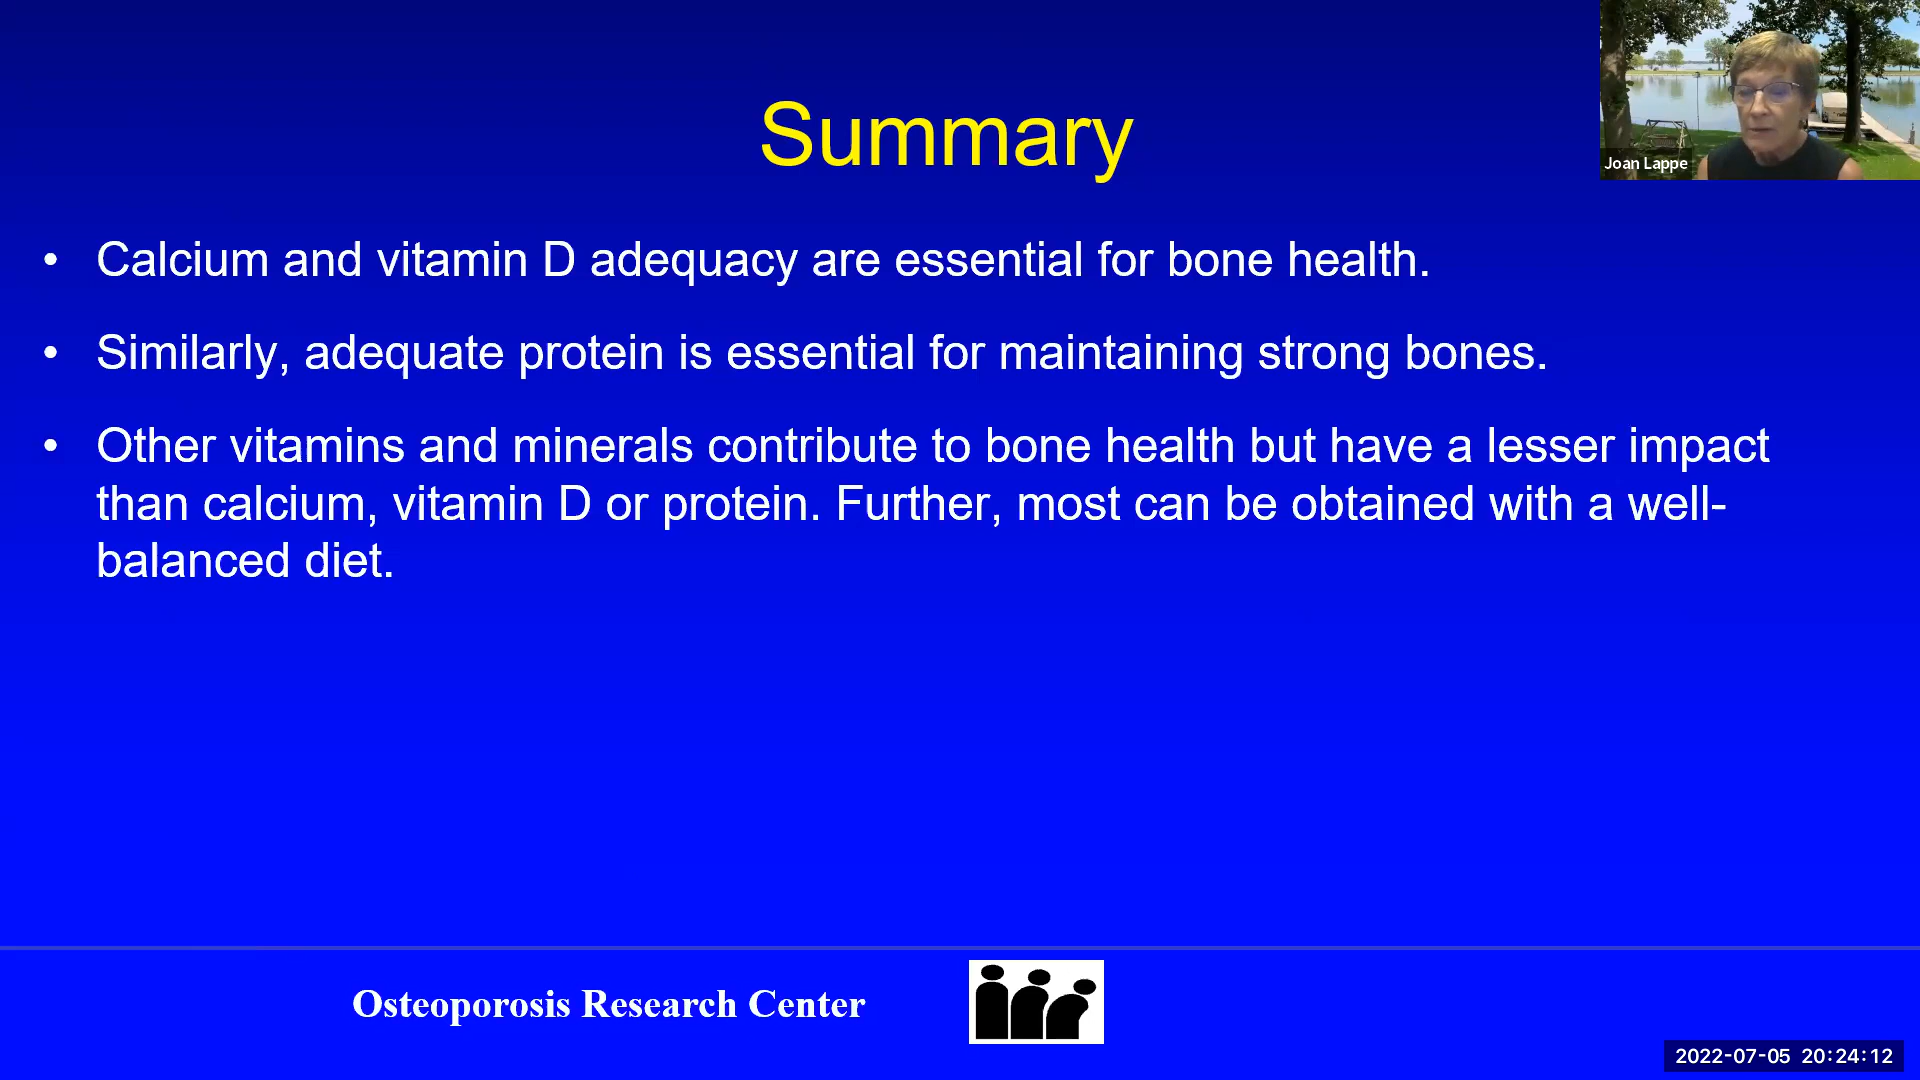 Summary
Joan Lappe
• Calcium and vitamin D adequacy are essential for bone health.
• Similarly, adequate protein is essential for maintaining strong bones.
• Other vitamins and minerals contribute to bone health but have a lesser impact
than calcium, vitamin D or protein. Further, most can be obtained with a well-
balanced diet.
Osteoporosis Research Center
2022-07-05 20:24:12